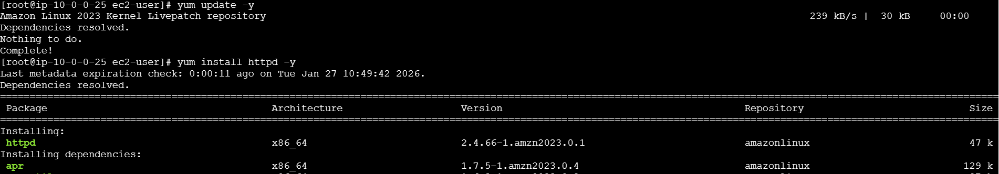 [root@ip-10-0-0-25 ec2-user]# yum update -y
Amazon Linux 2023 Kernel Livepatch repository 239 kB/s | 30 kB 00:00
Dependencies resolved.
Nothing to do.
Complete!
[root@ip-10-0-0-25 ec2-user]# yum install httpd -y
Last metadata expiration check: 0:00:11 ago on Tue Jan 27 10:49:42 2026.
Dependencies resolved.
Package Architecture Version Repository Size
Installing:
httpd x86_64 2.4.66-1.amzn2023.0.1 amazonlinux 47 k
Installing dependencies:
apr x86_64 1.7.5-1.amzn2023.0.4 amazonlinux 129 k